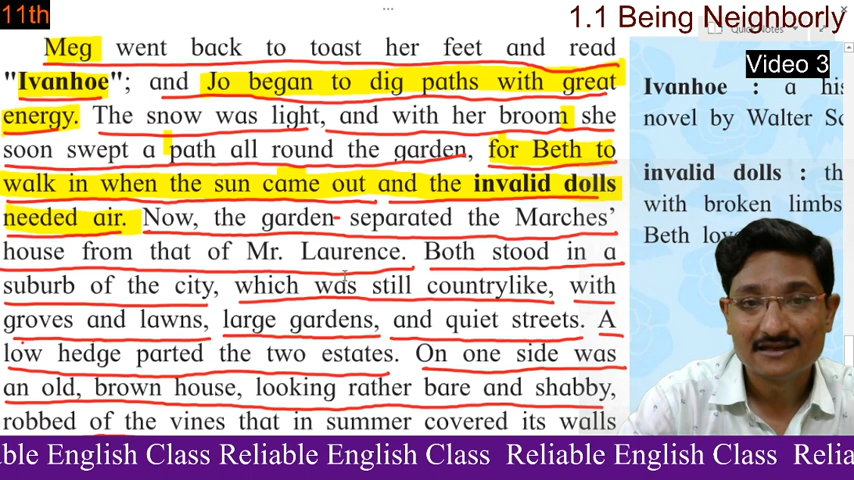 11th
1.1 Being Neighborly
Quick Notes
Video 3
Meg went back to toast her feet and read
"Ivanhoe"; and Jo began to dig paths with great
energy. The snow was light, and with her broom she
soon swept a path all round the garden, for Beth to
walk in when the sun came out and the invalid dolls
needed air. Now, the garden separated the Marches’
house from that of Mr. Laurence. Both stood in a
suburb of the city, which was still countrylike, with
groves and lawns, large gardens, and quiet streets. A
low hedge parted the two estates. On one side was
an old, brown house, looking rather bare and shabby,
robbed of the vines that in summer covered its walls
Ivanhoe : a his
novel by Walter Sc
invalid dolls : th
with broken limbs
Beth lov
ble English Class Reliable English Class Reliable English Class Relia